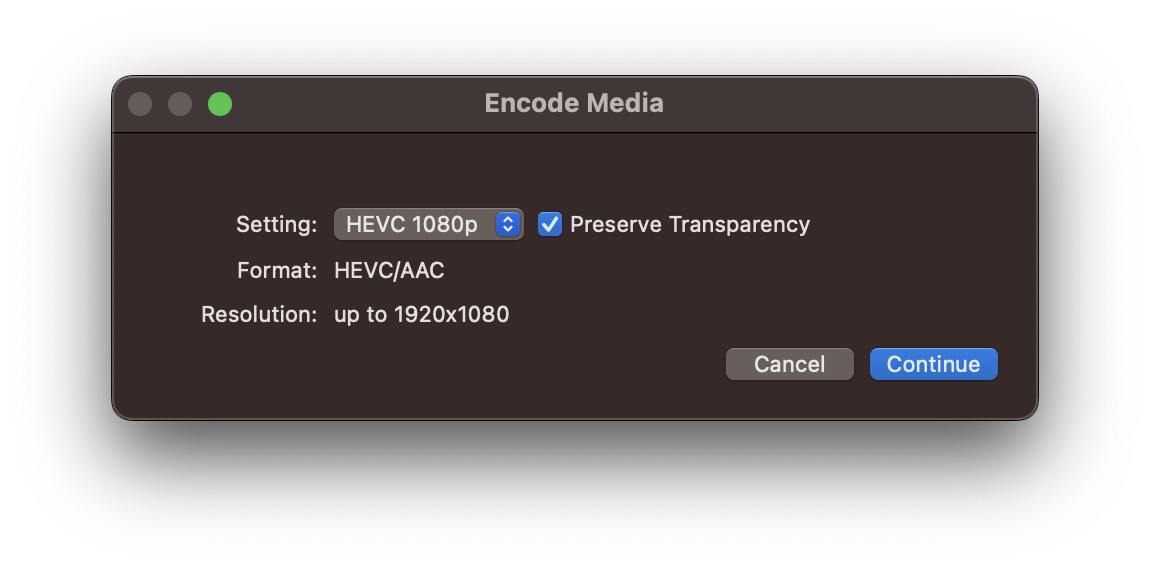 Encode Media
Setting: HEVC 1080p Preserve Transparency
Format: HEVC/AAC
Resolution: up to 1920x1080
Cancel Continue